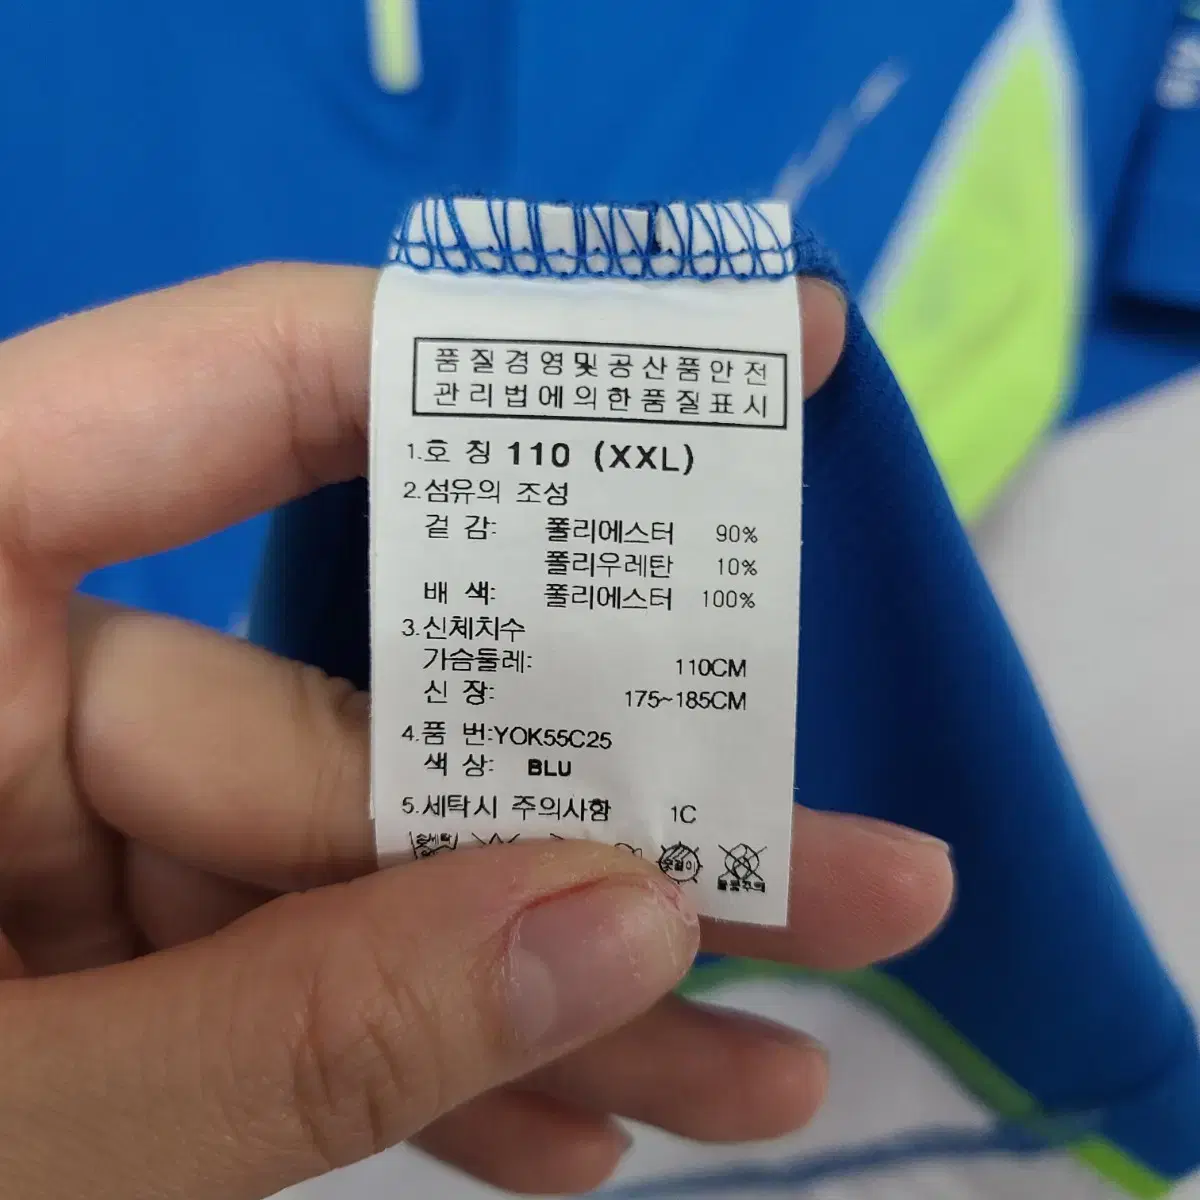 품질경영및공산품안전
관리법에의한품질표시
1.호 칭 110 (XXL)
2.섬유의 조성
겉 감: 폴리에스터 90%
폴리우레탄 10%
배 색: 폴리에스터 100%
3.신체치수
가슴둘레: 110CM
신 장: 175~185CM
4.품 번:YOK55C25
색 상: BLU
5.세탁시 주의사항 1C
옷걸이